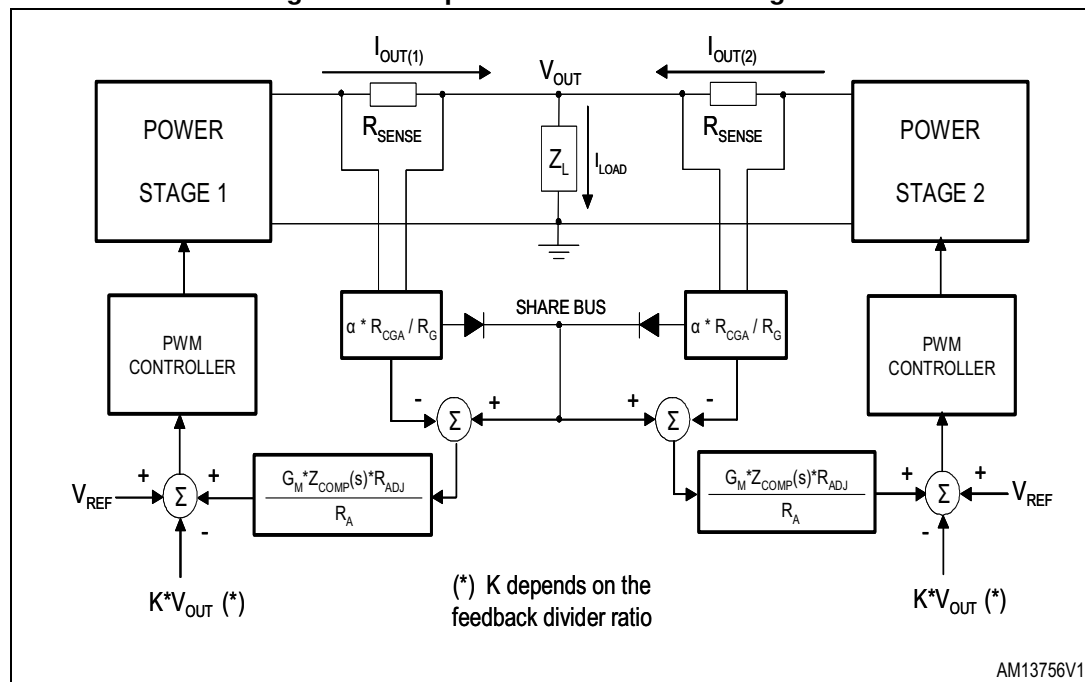 I_OUT(1)
I_OUT(2)
V_OUT
POWER
STAGE 1
R_SENSE
Z_L
I_LOAD
R_SENSE
POWER
STAGE 2
SHARE BUS
α * R_CGA / R_G
α * R_CGA / R_G
PWM
CONTROLLER
PWM
CONTROLLER
- Σ +
+ Σ -
V_REF
+ Σ +
-
G_M*Z_COMP(s)*R_ADJ
R_A
G_M*Z_COMP(s)*R_ADJ
R_A
+ Σ +
-
V_REF
K*V_OUT (*)
(*) K depends on the
feedback divider ratio
K*V_OUT (*)
AM13756V1